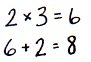 2 × 3 = 6
6 + 2 = 8